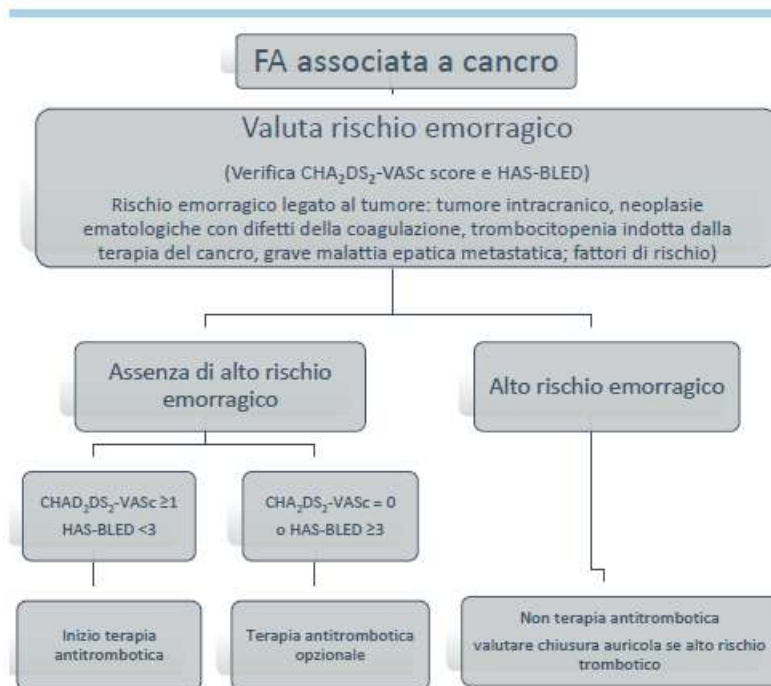 FA associata a cancro
Valuta rischio emorragico
(Verifica CHA₂DS₂-VASc score e HAS-BLED)
Rischio emorragico legato al tumore: tumore intracranico, neoplasie
ematologiche con difetti della coagulazione, trombocitopenia indotta dalla
terapia del cancro, grave malattia epatica metastatica; fattori di rischio)
Assenza di alto rischio
emorragico
Alto rischio emorragico
CHAD₂DS₂-VASc ≥1
HAS-BLED <3
CHA₂DS₂-VASc = 0
o HAS-BLED ≥3
Inizio terapia
antitrombotica
Terapia antitrombotica
opzionale
Non terapia antitrombotica
valutare chiusura auricola se alto rischio
trombotico